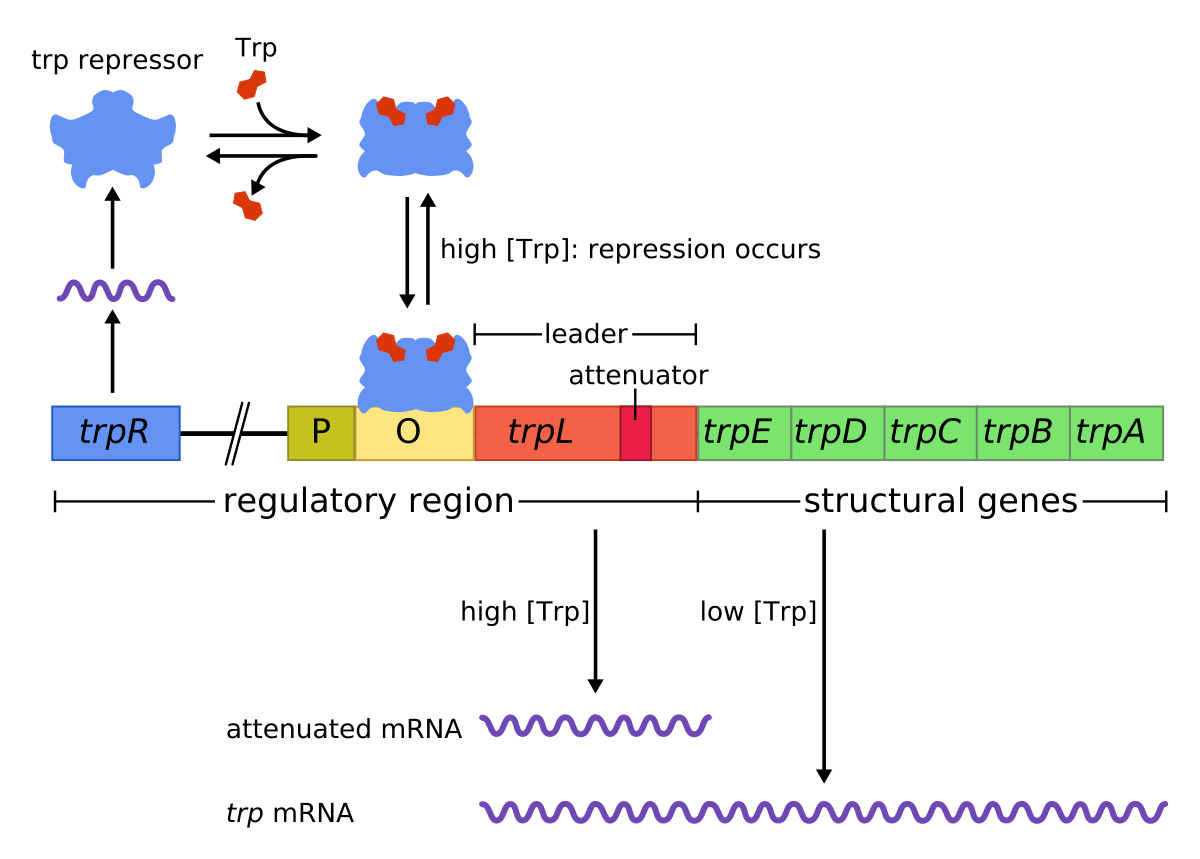 Trp
trp repressor
high [Trp]: repression occurs
leader
attenuator
trpR
P
O
trpL
trpE
trpD
trpC
trpB
trpA
regulatory region
structural genes
high [Trp]
low [Trp]
attenuated mRNA
trp mRNA